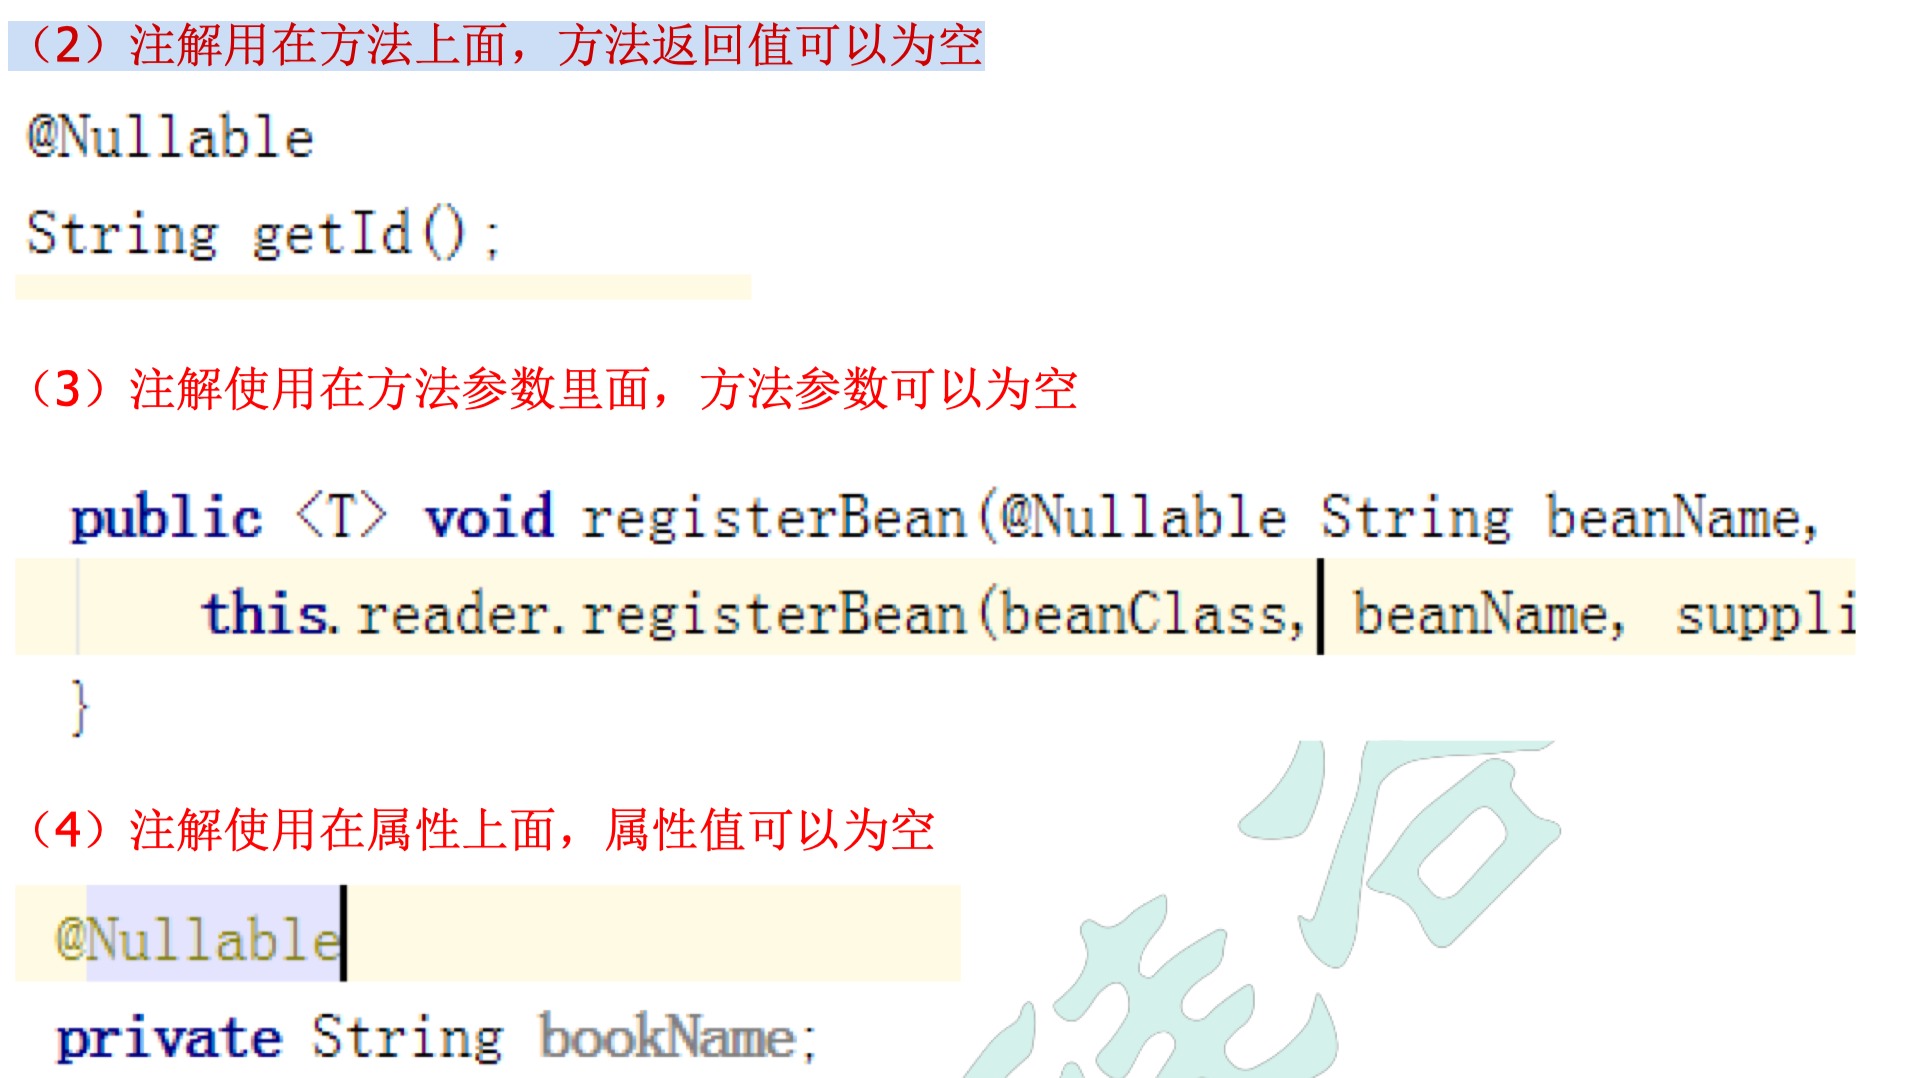 （2）注解用在方法上面，方法返回值可以为空
@Nullable
String getId();
（3）注解使用在方法参数里面，方法参数可以为空
public <T> void registerBean(@Nullable String beanName,
this.reader.registerBean(beanClass, beanName, suppli
}
（4）注解使用在属性上面，属性值可以为空
@Nullable
private String bookName;